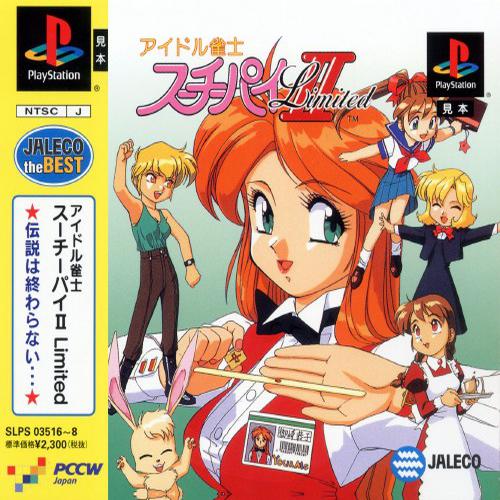 PlayStation
見本
NTSC J
JALECO
the BEST
アイドル雀士
スーチーパイII Limited
★伝説は終わらない…★
SLPS 03516~8
標準価格¥2,300(税抜)
PCCW
Japan
アイドル雀士
スーチーパイII
Limited
TM
PlayStation
見本
YouAble
JALECO